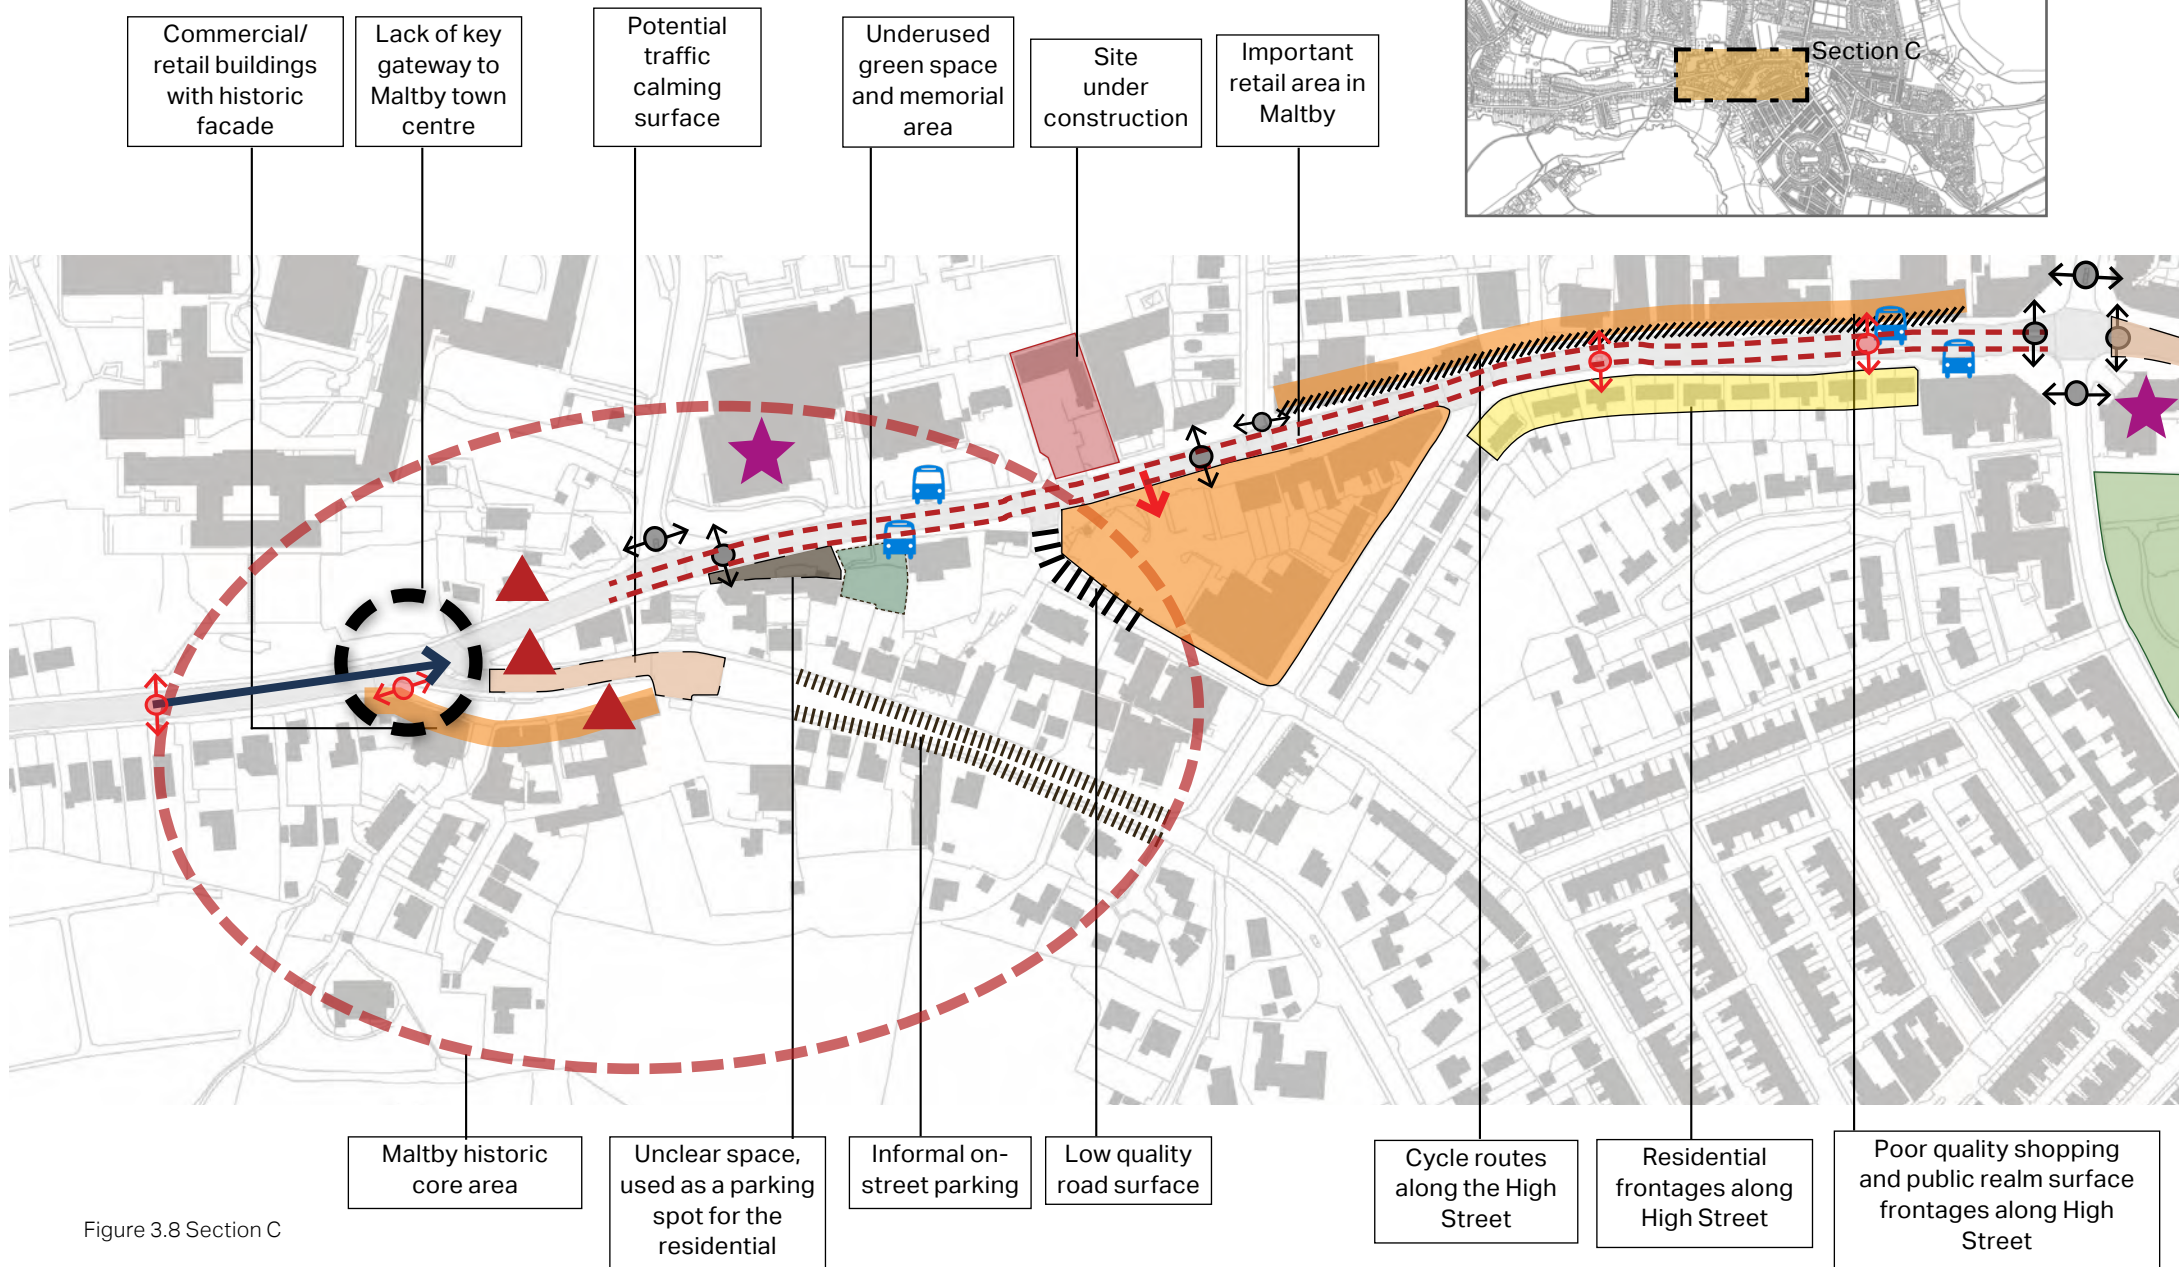 Commercial/
retail buildings
with historic
facade
Lack of key
gateway to
Maltby town
centre
Potential
traffic
calming
surface
Underused
green space
and memorial
area
Site
under
construction
Important
retail area in
Maltby
Section C
Maltby historic
core area
Unclear space,
used as a parking
spot for the
residential
Informal on-
street parking
Low quality
road surface
Cycle routes
along the High
Street
Residential
frontages along
High Street
Poor quality shopping
and public realm surface
frontages along High
Street
Figure 3.8 Section C